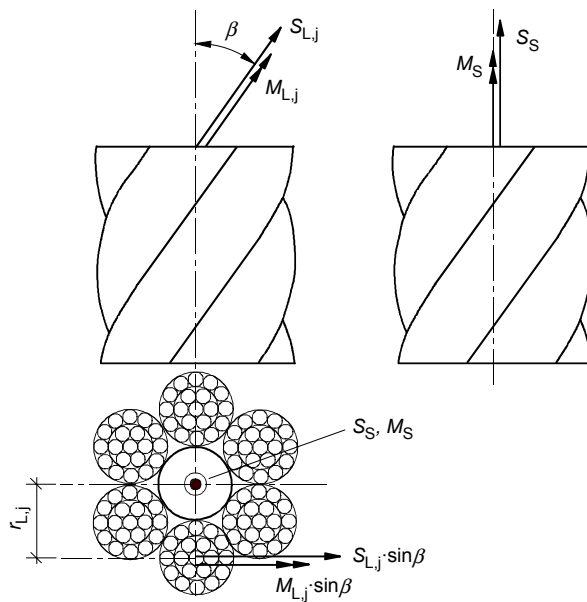 β
S_L,j
M_L,j
S_S
M_S
S_S, M_S
r_L,j
S_L,j·sinβ
M_L,j·sinβ